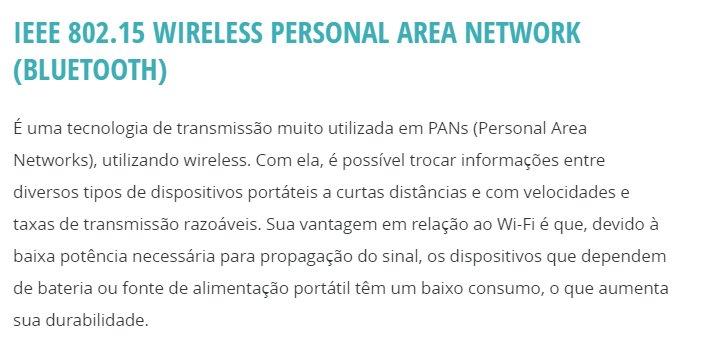 IEEE 802.15 WIRELESS PERSONAL AREA NETWORK
(BLUETOOTH)
É uma tecnologia de transmissão muito utilizada em PANs (Personal Area
Networks), utilizando wireless. Com ela, é possível trocar informações entre
diversos tipos de dispositivos portáteis a curtas distâncias e com velocidades e
taxas de transmissão razoáveis. Sua vantagem em relação ao Wi-Fi é que, devido à
baixa potência necessária para propagação do sinal, os dispositivos que dependem
de bateria ou fonte de alimentação portátil têm um baixo consumo, o que aumenta
sua durabilidade.